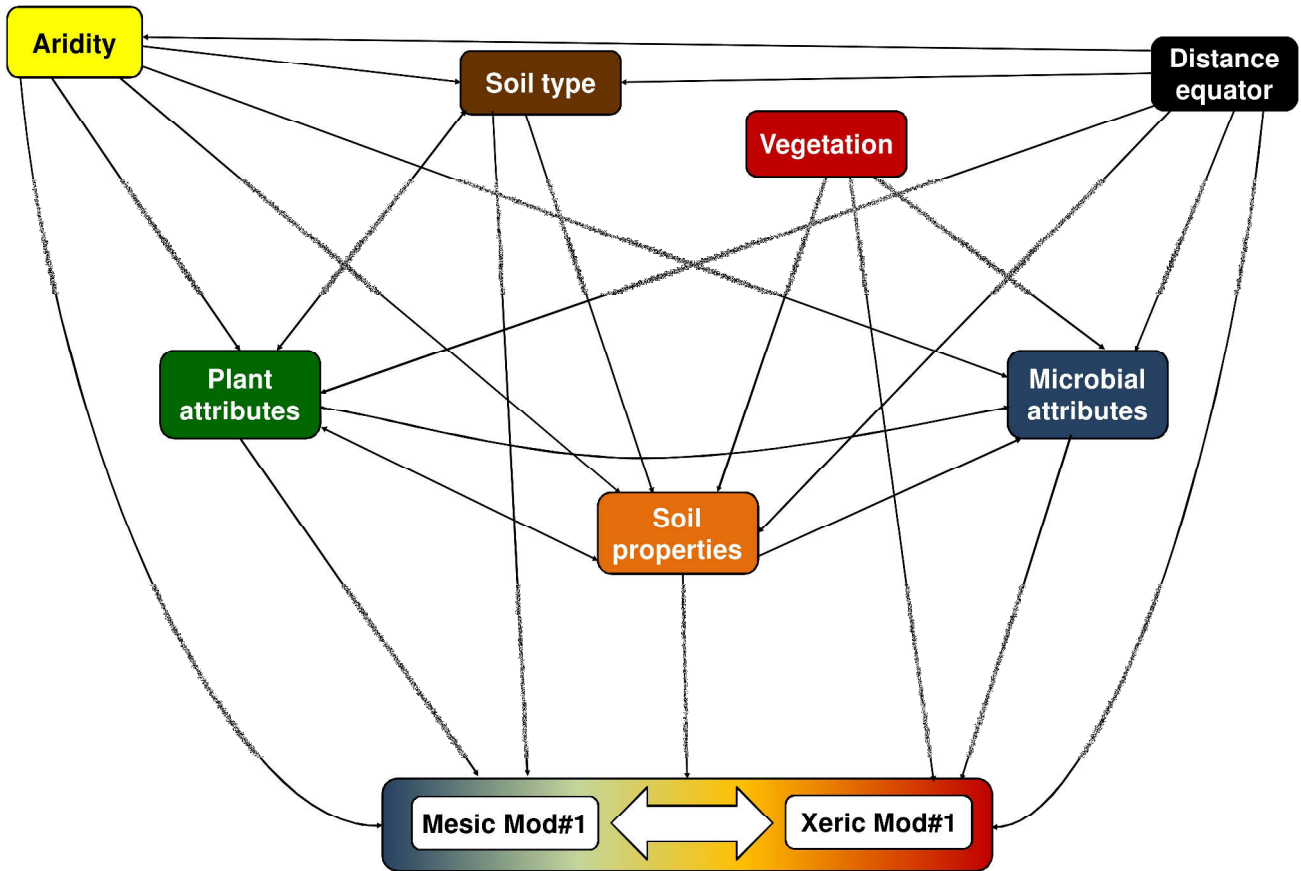 Aridity
Distance
equator
Soil type
Vegetation
Plant
attributes
Microbial
attributes
Soil
properties
Mesic Mod#1
Xeric Mod#1